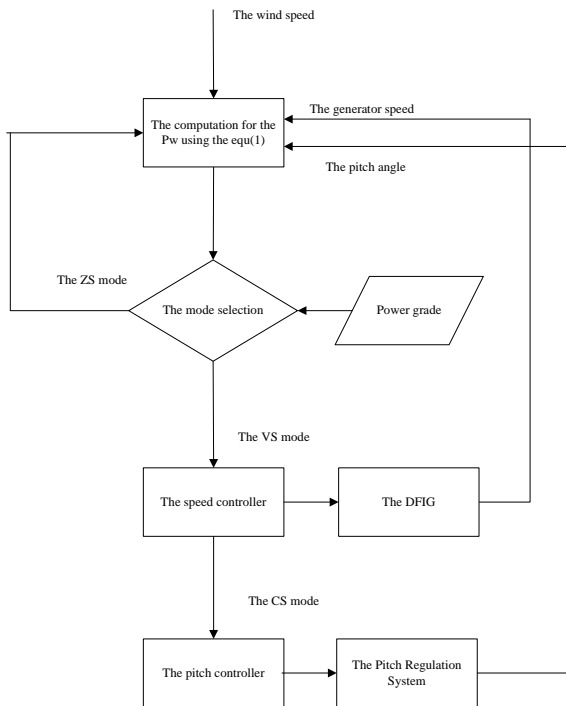 The wind speed
The generator speed
The computation for the
Pw using the equ(1)
The pitch angle
The ZS mode
The mode selection
Power grade
The VS mode
The speed controller
The DFIG
The CS mode
The pitch controller
The Pitch Regulation
System